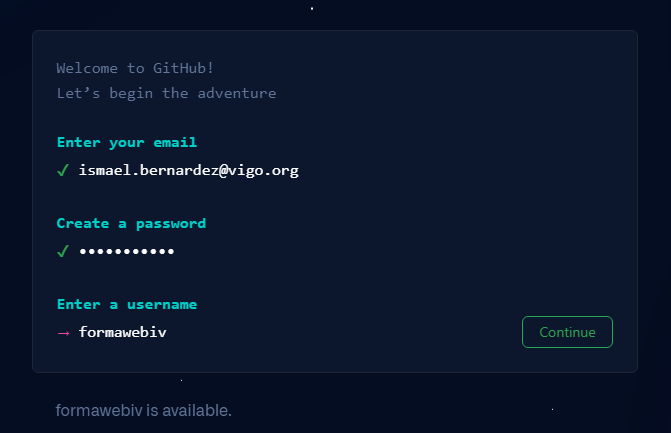 Welcome to GitHub!
Let’s begin the adventure
Enter your email
✓ ismael.bernardez@vigo.org
Create a password
✓ •••••••••••
Enter a username
→ formawebiv
Continue
formawebiv is available.